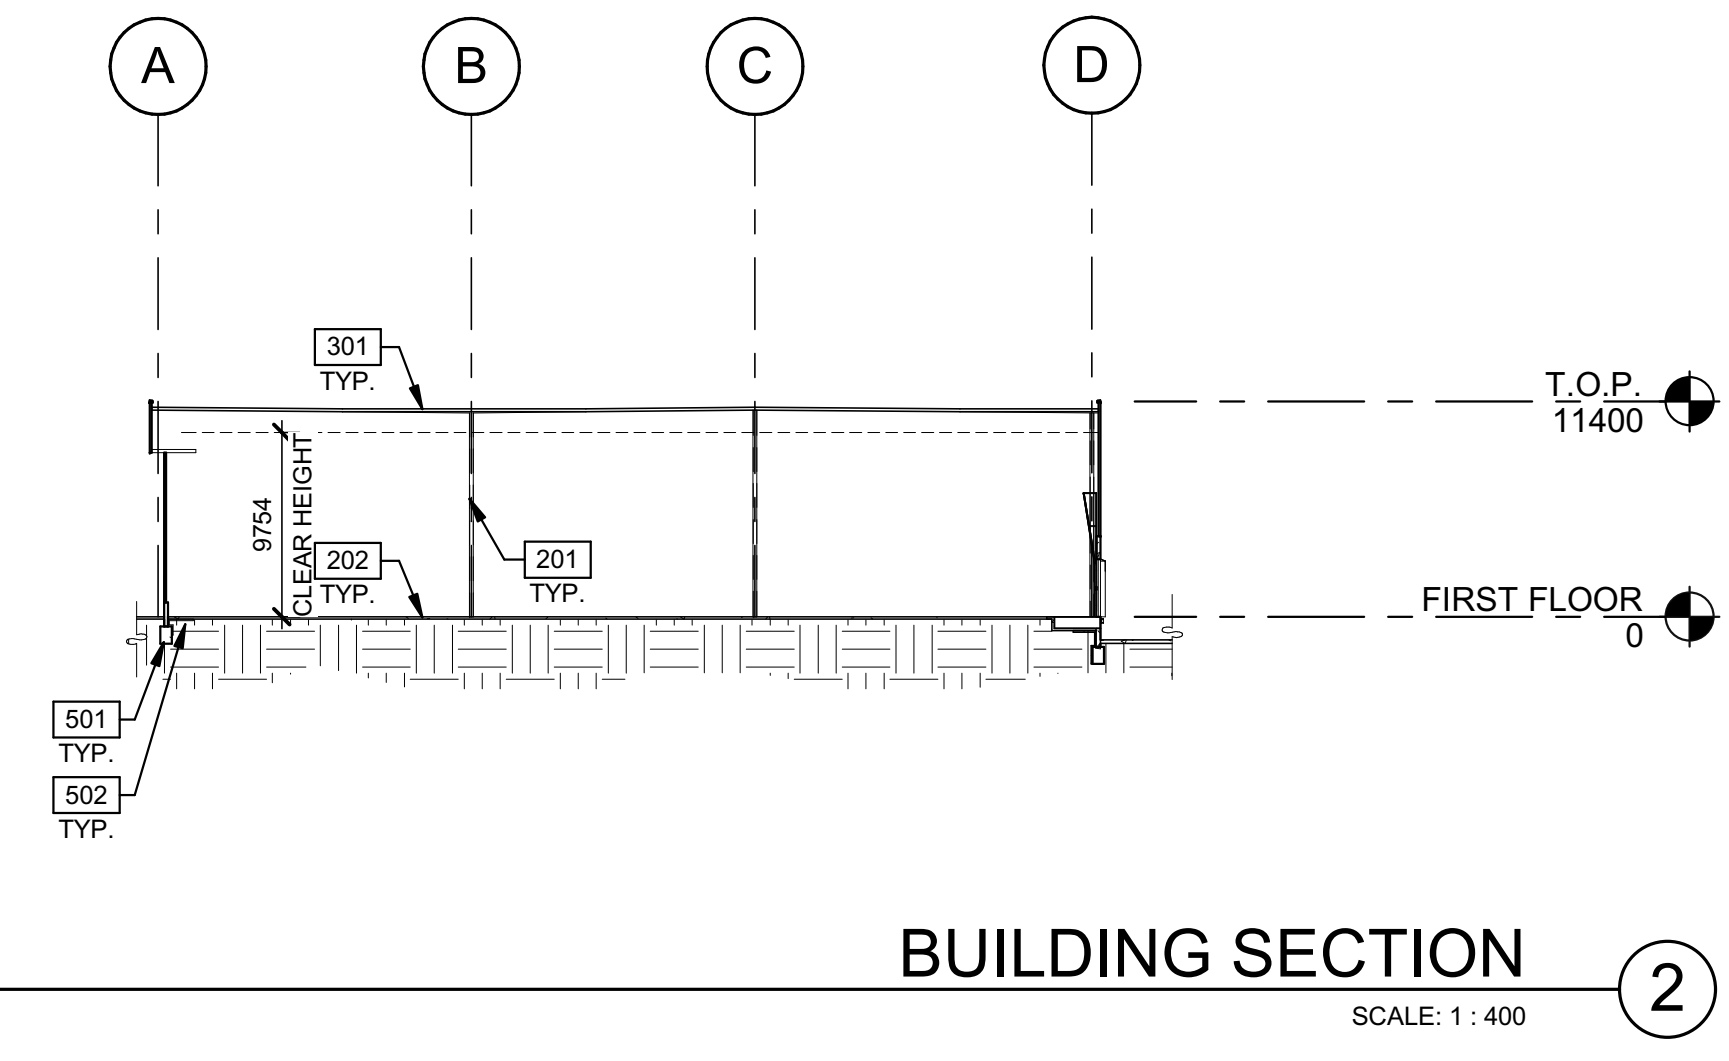 A
B
C
D
301
TYP.
T.O.P.
11400
9754
CLEAR HEIGHT
202
TYP.
201
TYP.
FIRST FLOOR
0
501
TYP.
502
TYP.
BUILDING SECTION
2
SCALE: 1 : 400